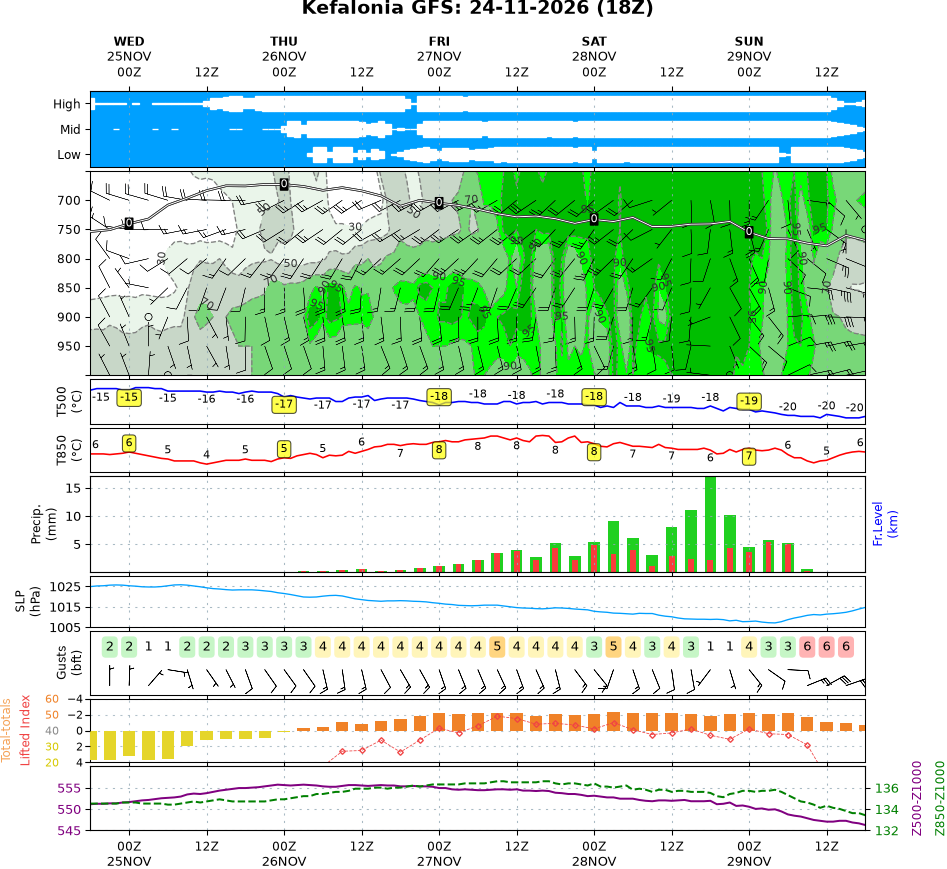 Kefalonia GFS: 24-11-2026 (18Z)
WED THU FRI SAT SUN
25NOV 26NOV 27NOV 28NOV 29NOV
00Z 12Z 00Z 12Z 00Z 12Z 00Z 12Z 00Z 12Z
High
Mid
Low
700
750
800
850
900
950
0 0 0 0 0
T500 (°C)
-15 -15 -15 -16 -16 -17 -17 -17 -17 -18 -18 -18 -18 -18 -18 -19 -18 -19 -20 -20 -20
T850 (°C)
6 6 5 4 5 5 5 6 7 8 8 8 8 8 7 7 6 7 6 5 6
Precip. (mm)
15
10
5
Fr.Level (km)
SLP (hPa)
1025
1015
1005
Gusts (bft)
2 2 1 1 2 2 2 3 3 3 3 4 4 4 4 4 4 4 4 4 5 4 4 4 4 3 5 4 3 4 3 1 1 4 3 3 6 6 6
Total-totals
Lifted Index
60 −4
50 −2
40 0
30 2
20 4
555 136
550 134
545 132
Z500-Z1000
Z850-Z1000
00Z 12Z 00Z 12Z 00Z 12Z 00Z 12Z 00Z 12Z
25NOV 26NOV 27NOV 28NOV 29NOV